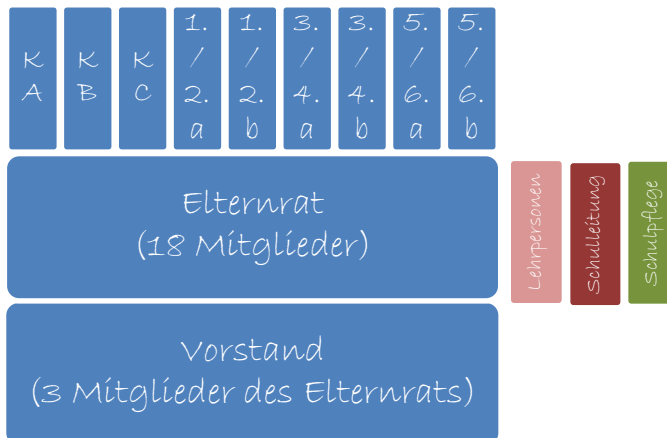 K
A
K
B
K
C
1.
/
2.
a
1.
/
2.
b
3.
/
4.
a
3.
/
4.
b
5.
/
6.
a
5.
/
6.
b
Elternrat
(18 Mitglieder)
Lehrpersonen
Schulleitung
Schulpflege
Vorstand
(3 Mitglieder des Elternrats)